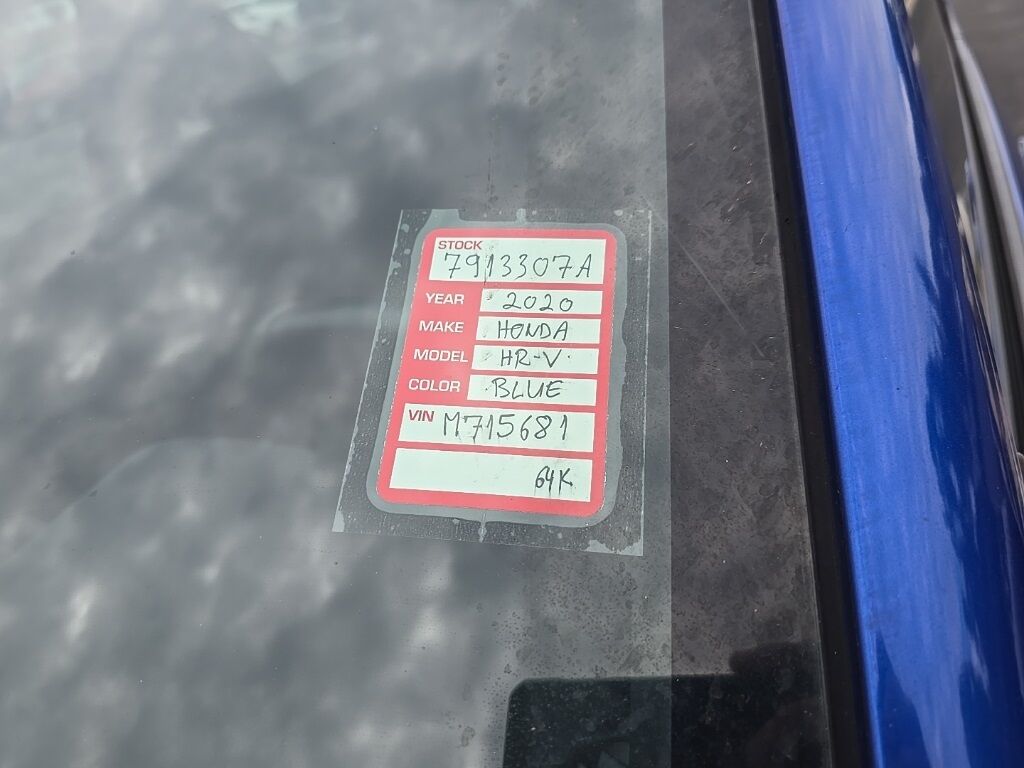 STOCK
7913307A
YEAR 2020
MAKE HONDA
MODEL HR-V
COLOR BLUE
VIN M715681
64K